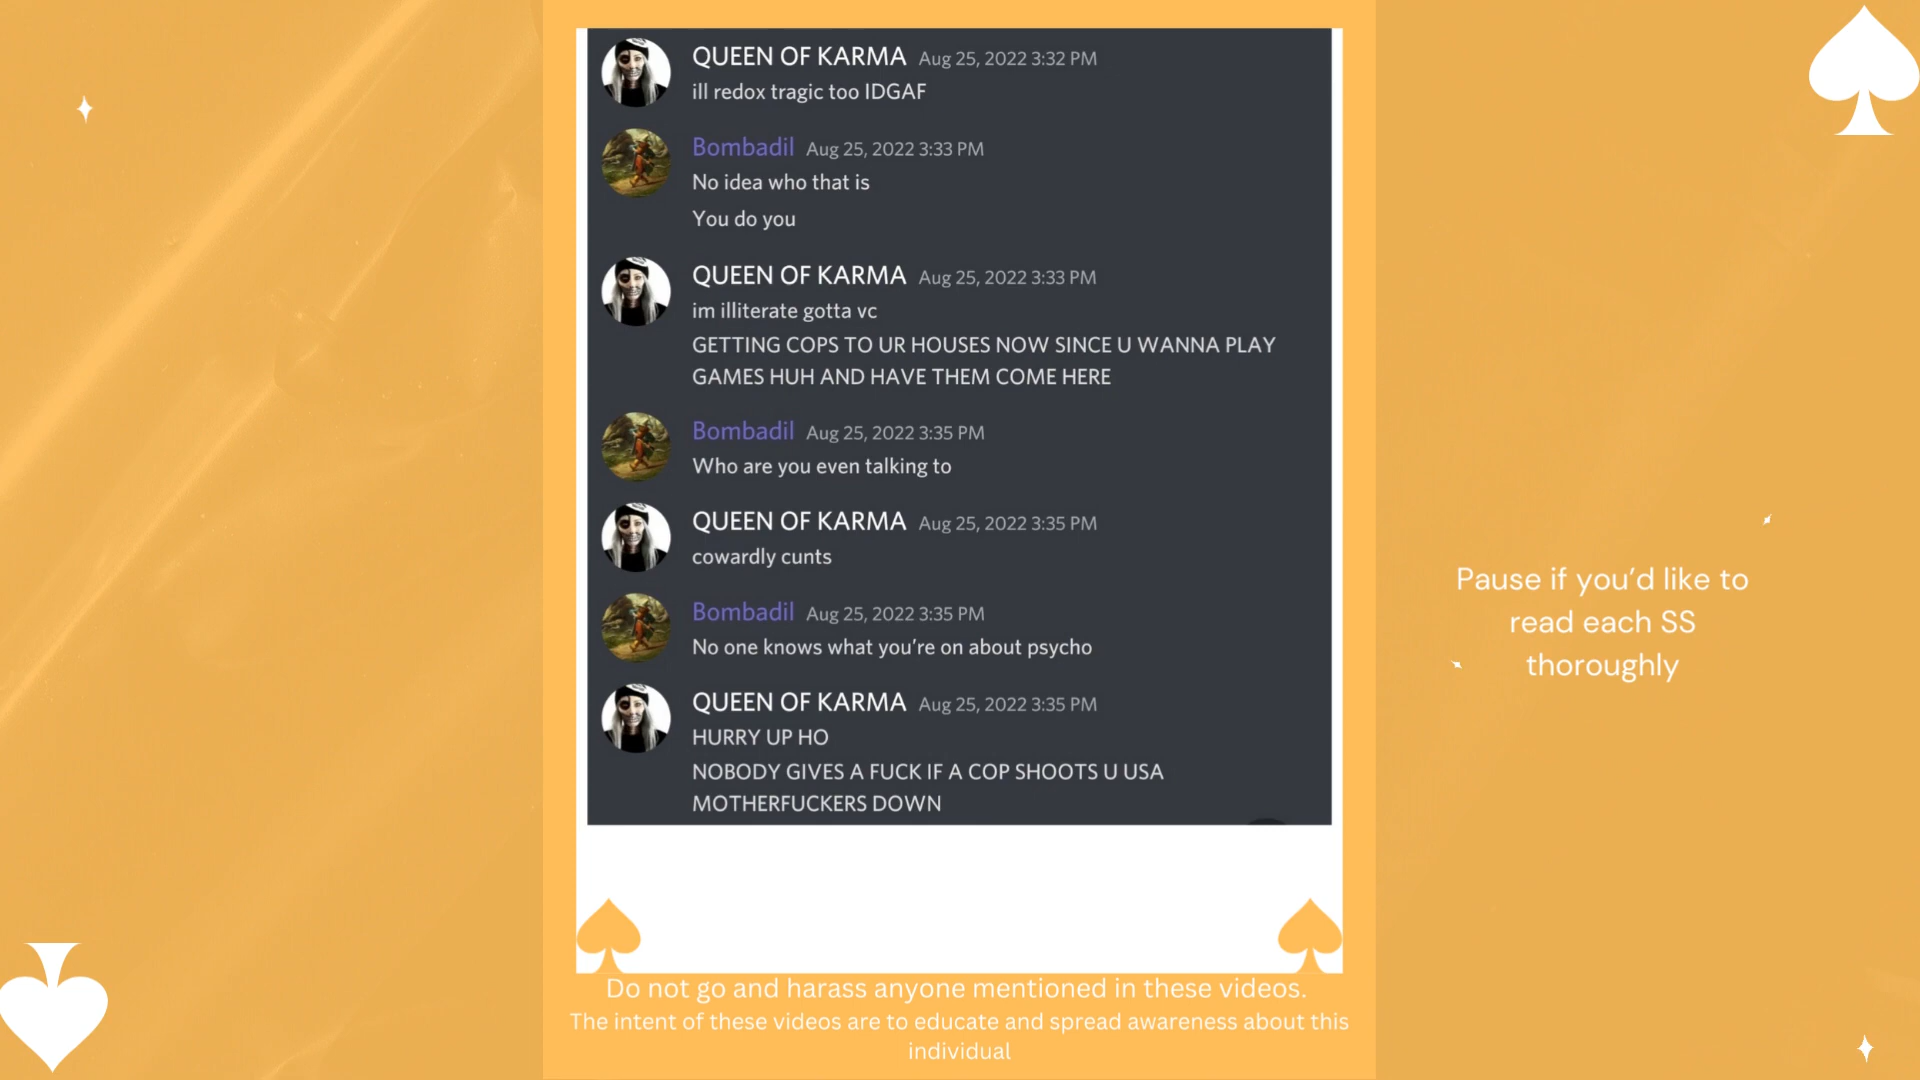 QUEEN OF KARMA Aug 25, 2022 3:32 PM
ill redox tragic too IDGAF
Bombadil Aug 25, 2022 3:33 PM
No idea who that is
You do you
QUEEN OF KARMA Aug 25, 2022 3:33 PM
im illiterate gotta vc
GETTING COPS TO UR HOUSES NOW SINCE U WANNA PLAY
GAMES HUH AND HAVE THEM COME HERE
Bombadil Aug 25, 2022 3:35 PM
Who are you even talking to
QUEEN OF KARMA Aug 25, 2022 3:35 PM
cowardly cunts
Bombadil Aug 25, 2022 3:35 PM
No one knows what you’re on about psycho
QUEEN OF KARMA Aug 25, 2022 3:35 PM
HURRY UP HO
NOBODY GIVES A FUCK IF A COP SHOOTS U USA
MOTHERFUCKERS DOWN
Pause if you’d like to
read each SS
thoroughly
Do not go and harass anyone mentioned in these videos.
The intent of these videos are to educate and spread awareness about this
individual